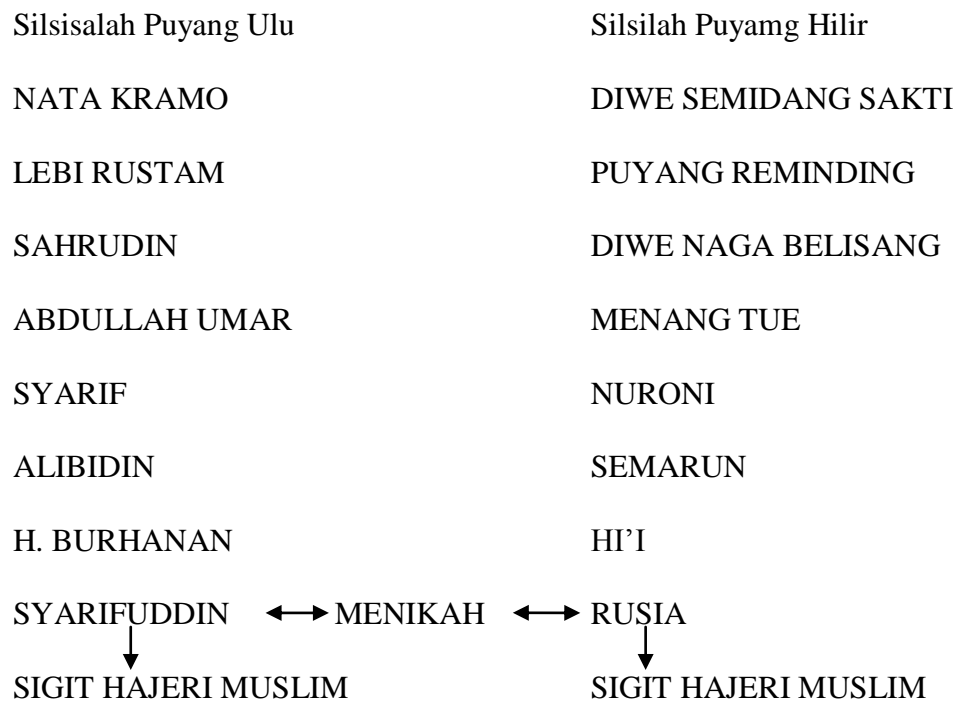 Silsisalah Puyang Ulu Silsilah Puyamg Hilir
NATA KRAMO DIWE SEMIDANG SAKTI
LEBI RUSTAM PUYANG REMINDING
SAHRUDIN DIWE NAGA BELISANG
ABDULLAH UMAR MENANG TUE
SYARIF NURONI
ALIBIDIN SEMARUN
H. BURHANAN HI’I
SYARIFUDDIN MENIKAH RUSIA
SIGIT HAJERI MUSLIM SIGIT HAJERI MUSLIM